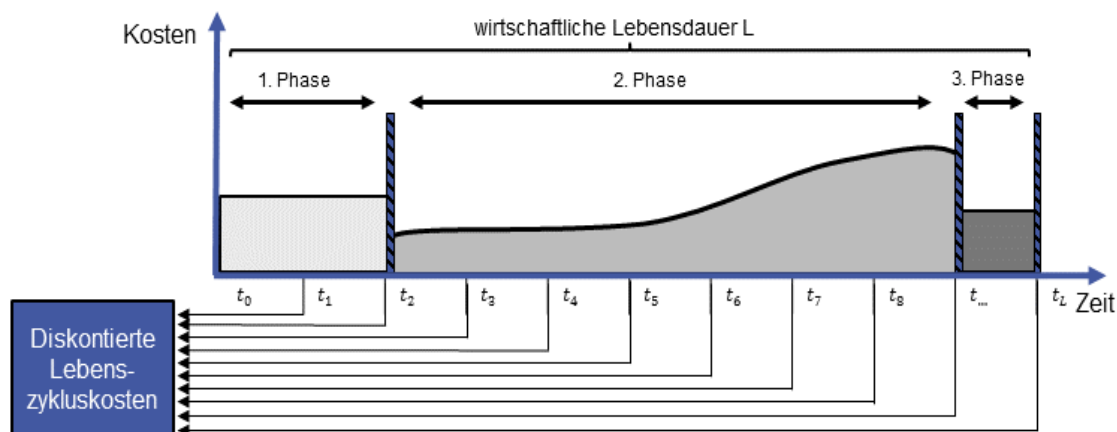 Kosten
wirtschaftliche Lebensdauer L
1. Phase
2. Phase
3. Phase
t₀
t₁
t₂
t₃
t₄
t₅
t₆
t₇
t₈
t...
t_L
Zeit
Diskontierte
Lebens-
zykluskosten